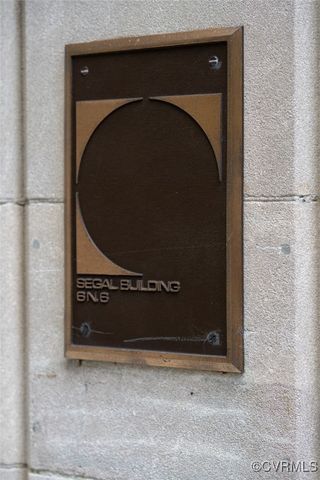 SEGAL BUILDING
6 N. 6
©CVRMLS